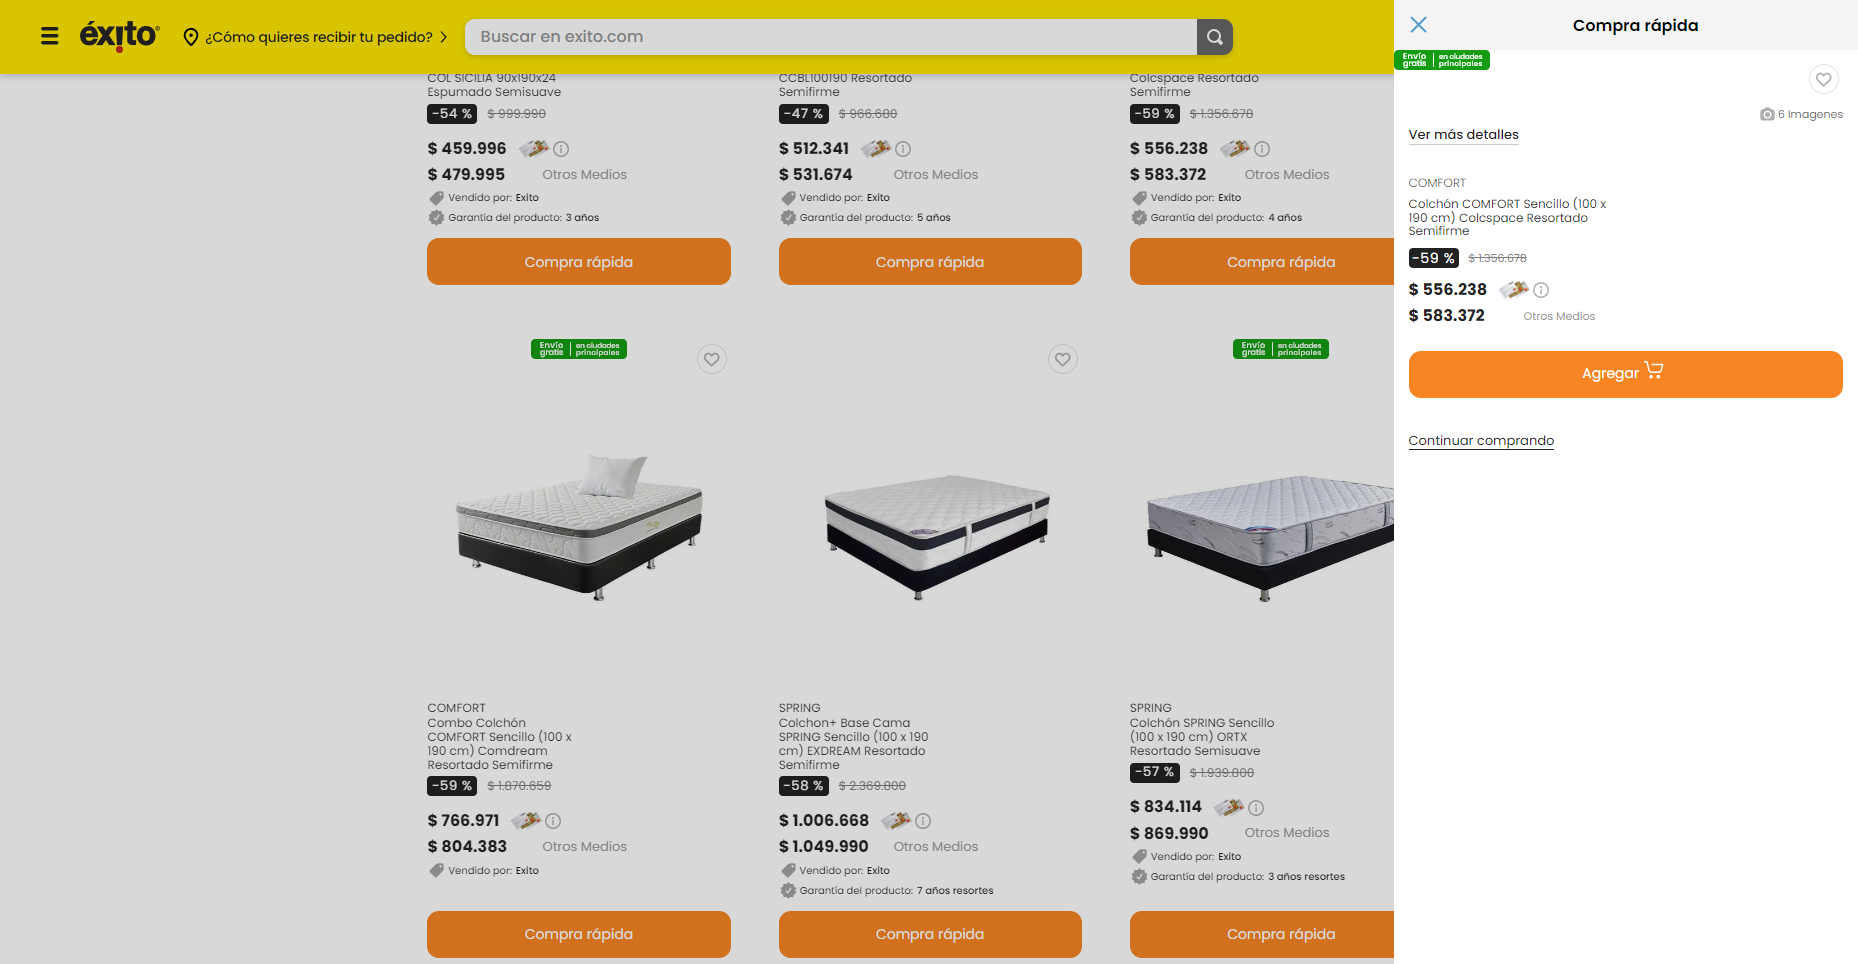 éxito
¿Cómo quieres recibir tu pedido?
Buscar en exito.com
COL SICILIA 90x190x24
Espumado Semisuave
-54 % $ 999.990
$ 459.996
$ 479.995 Otros Medios
Vendido por: Exito
Garantía del producto: 3 años
Compra rápida
CCBL100190 Resortado
Semifirme
-47 % $ 966.680
$ 512.341
$ 531.674 Otros Medios
Vendido por: Exito
Garantía del producto: 5 años
Compra rápida
Colcspace Resortado
Semifirme
-59 % $ 1.356.678
$ 556.238
$ 583.372 Otros Medios
Vendido por: Exito
Garantía del producto: 4 años
Compra rápida
Envío gratis | en ciudades principales
COMFORT
Combo Colchón
COMFORT Sencillo (100 x
190 cm) Comdream
Resortado Semifirme
-59 % $ 1.870.659
$ 766.971
$ 804.383 Otros Medios
Vendido por: Exito
Compra rápida
SPRING
Colchon+ Base Cama
SPRING Sencillo (100 x 190
cm) EXDREAM Resortado
Semifirme
-58 % $ 2.369.800
$ 1.006.668
$ 1.049.990 Otros Medios
Vendido por: Exito
Garantía del producto: 7 años resortes
Compra rápida
Envío gratis | en ciudades principales
SPRING
Colchón SPRING Sencillo
(100 x 190 cm) ORTX
Resortado Semisuave
-57 % $ 1.939.800
$ 834.114
$ 869.990 Otros Medios
Vendido por: Exito
Garantía del producto: 3 años resortes
Compra rápida
Compra rápida
Envío gratis | en ciudades principales
6 Imagenes
Ver más detalles
COMFORT
Colchón COMFORT Sencillo (100 x
190 cm) Colcspace Resortado
Semifirme
-59 % $ 1.356.678
$ 556.238
$ 583.372 Otros Medios
Agregar
Continuar comprando